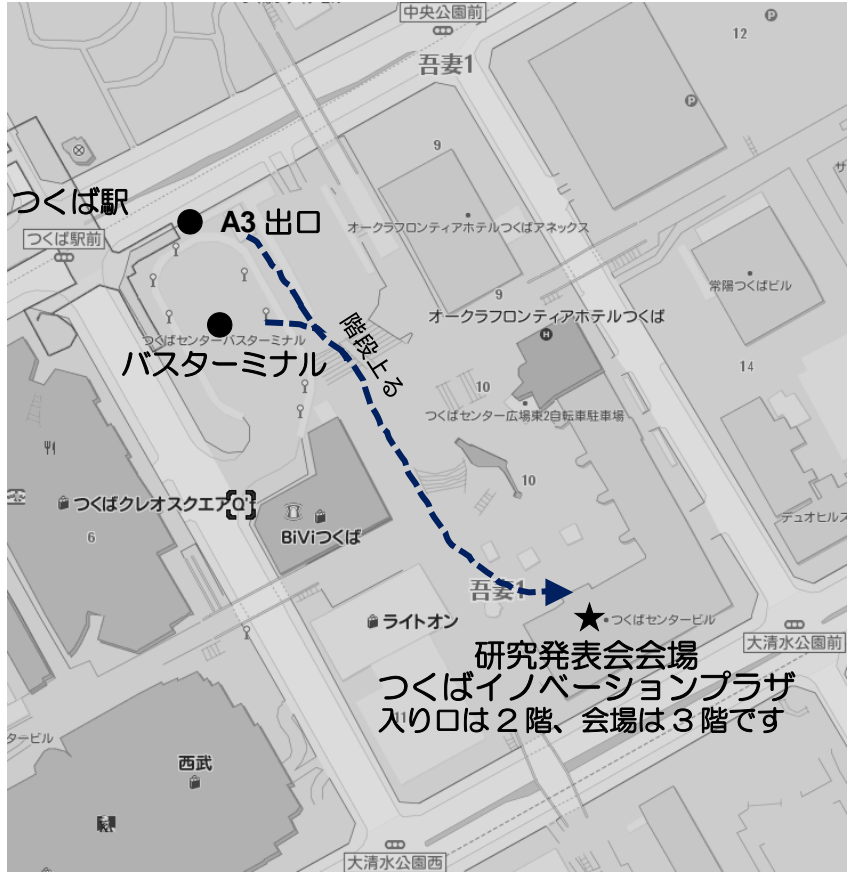 中央公園前
吾妻1
12
P
P
9
つくば駅
A3 出口
オークラフロンティアホテルつくばアネックス
つくば駅前
常陽つくばビル
9
オークラフロンティアホテルつくば
H
つくばセンターバスターミナル
バスターミナル
階段上る
14
10
つくばセンター広場東2自転車駐車場
10
つくばクレオスクエアQ't
6
BiViつくば
デュオヒルズ
吾妻1
ライトオン
つくばセンタービル
大清水公園前
研究発表会会場
つくばイノベーションプラザ
11
入り口は2階、会場は3階です
タービル
西武
大清水公園西